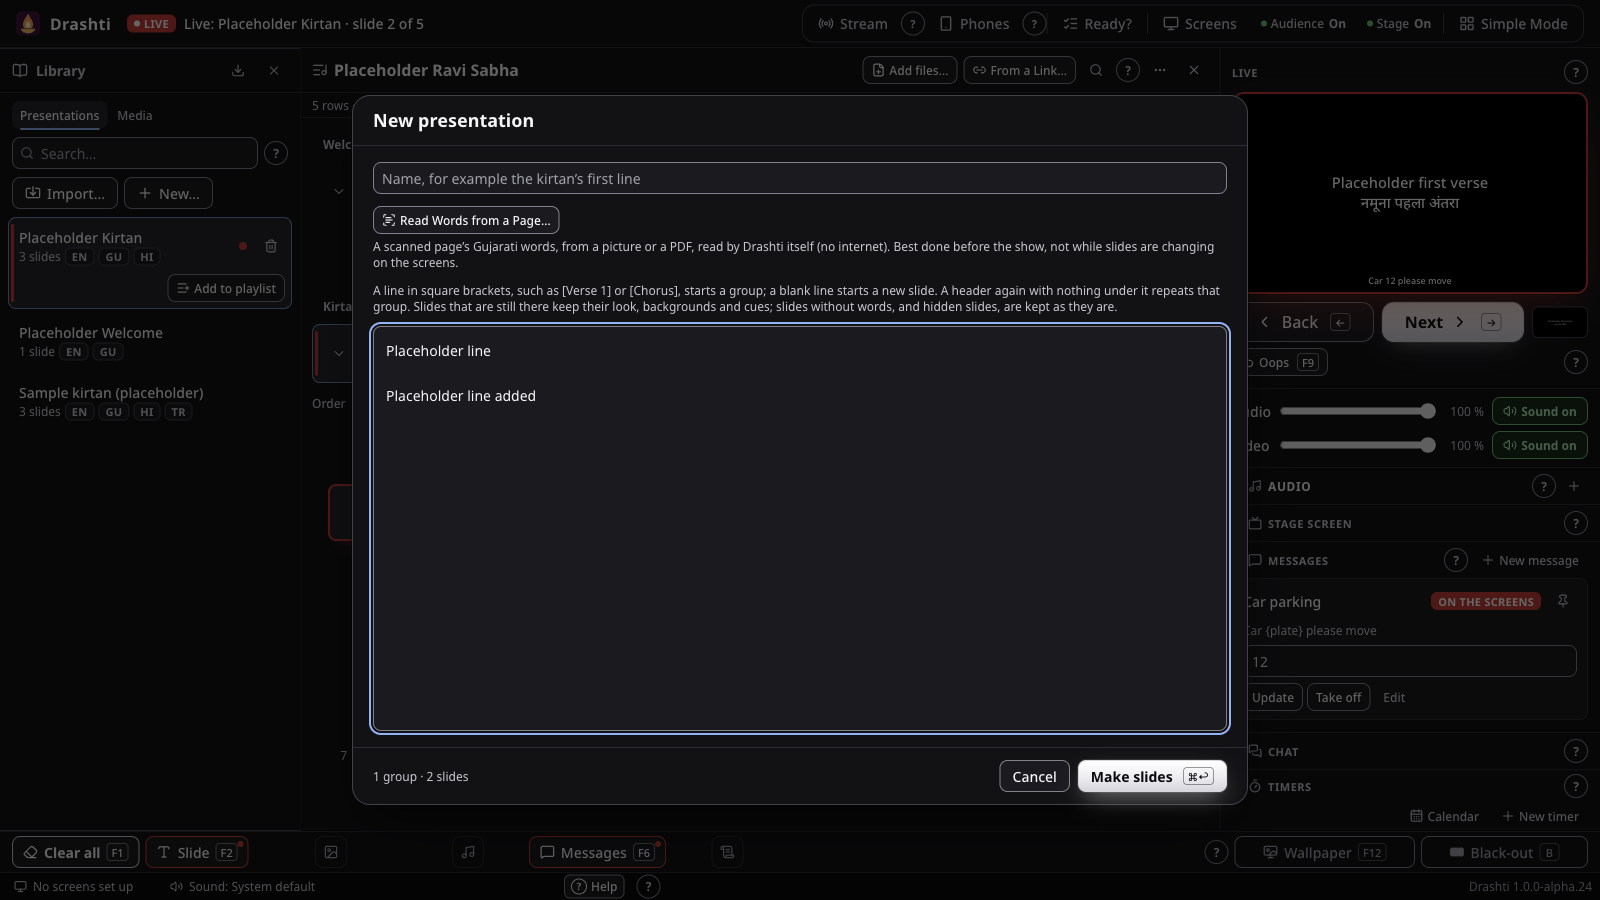 Drashti
LIVE
Live: Placeholder Kirtan · slide 2 of 5
Stream
?
Phones
?
Ready?
Screens
Audience On
Stage On
Simple Mode
Library
Placeholder Ravi Sabha
Add files...
From a Link...
?
LIVE
?
Presentations
Media
5 rows
Search...
?
Import...
New...
Welc
Placeholder Kirtan
3 slides EN GU HI
Add to playlist
Kirta
Placeholder Welcome
1 slide EN GU
Order
Sample kirtan (placeholder)
3 slides EN GU HI TR
7
New presentation
Name, for example the kirtan’s first line
Read Words from a Page...
A scanned page’s Gujarati words, from a picture or a PDF, read by Drashti itself (no internet). Best done before the show, not while slides are changing
on the screens.
A line in square brackets, such as [Verse 1] or [Chorus], starts a group; a blank line starts a new slide. A header again with nothing under it repeats that
group. Slides that are still there keep their look, backgrounds and cues; slides without words, and hidden slides, are kept as they are.
Placeholder line
Placeholder line added
1 group · 2 slides
Cancel
Make slides ⌘↩
Placeholder first verse
नमूना पहला अंतरा
Car 12 please move
Back ←
Next →
Oops F9
?
dio
100 %
Sound on
deo
100 %
Sound on
AUDIO
?
STAGE SCREEN
?
MESSAGES
?
New message
Car parking
ON THE SCREENS
Car {plate} please move
12
Update
Take off
Edit
CHAT
?
TIMERS
?
Calendar
New timer
Clear all F1
Slide F2
Messages F6
?
Wallpaper F12
Black-out B
No screens set up
Sound: System default
? Help
?
Drashti 1.0.0-alpha.24